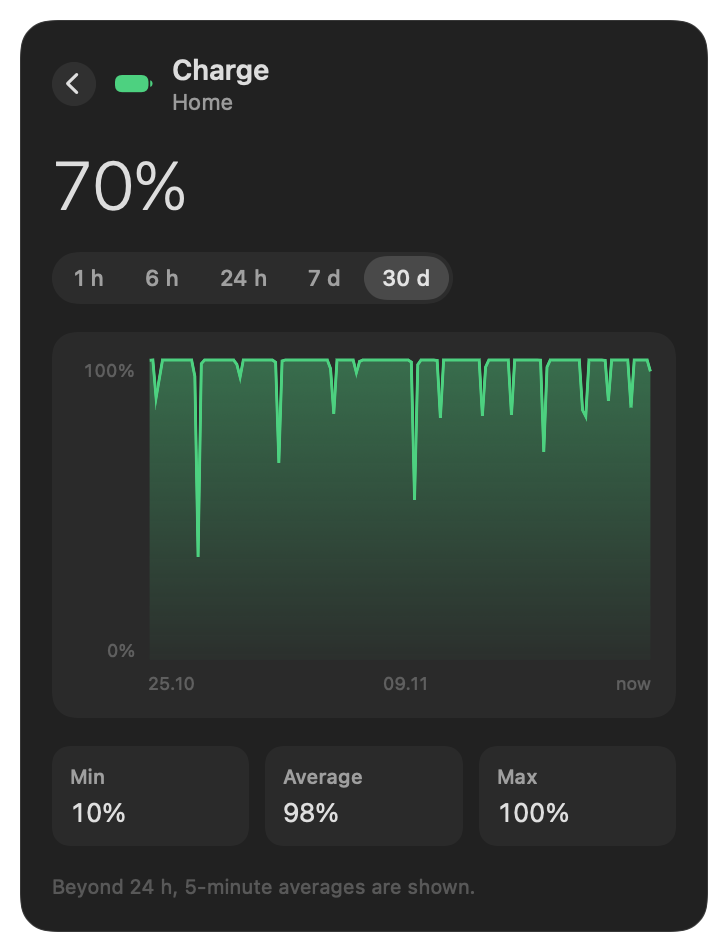 Charge
Home
70%
1 h 6 h 24 h 7 d 30 d
100%
0%
25.10 09.11 now
Min Average Max
10% 98% 100%
Beyond 24 h, 5-minute averages are shown.